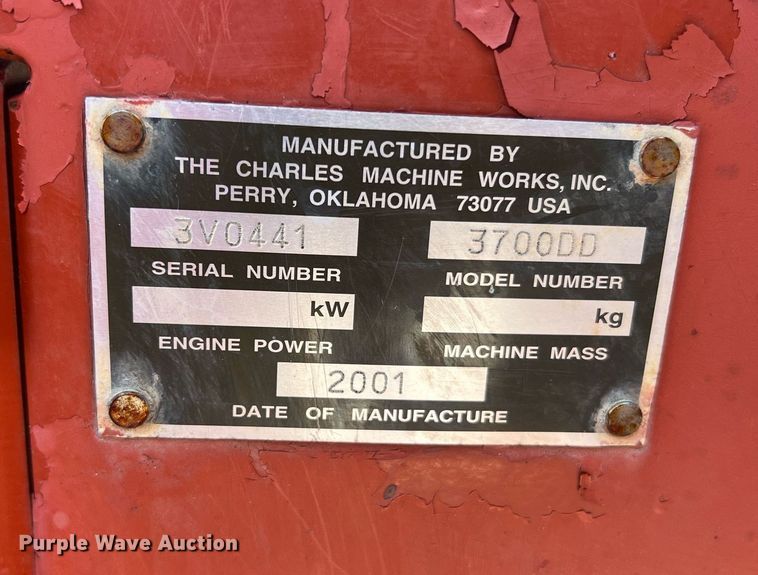 MANUFACTURED BY
THE CHARLES MACHINE WORKS, INC.
PERRY, OKLAHOMA 73077 USA
3V0441 3700DD
SERIAL NUMBER MODEL NUMBER
kW kg
ENGINE POWER MACHINE MASS
2001
DATE OF MANUFACTURE
Purple Wave Auction